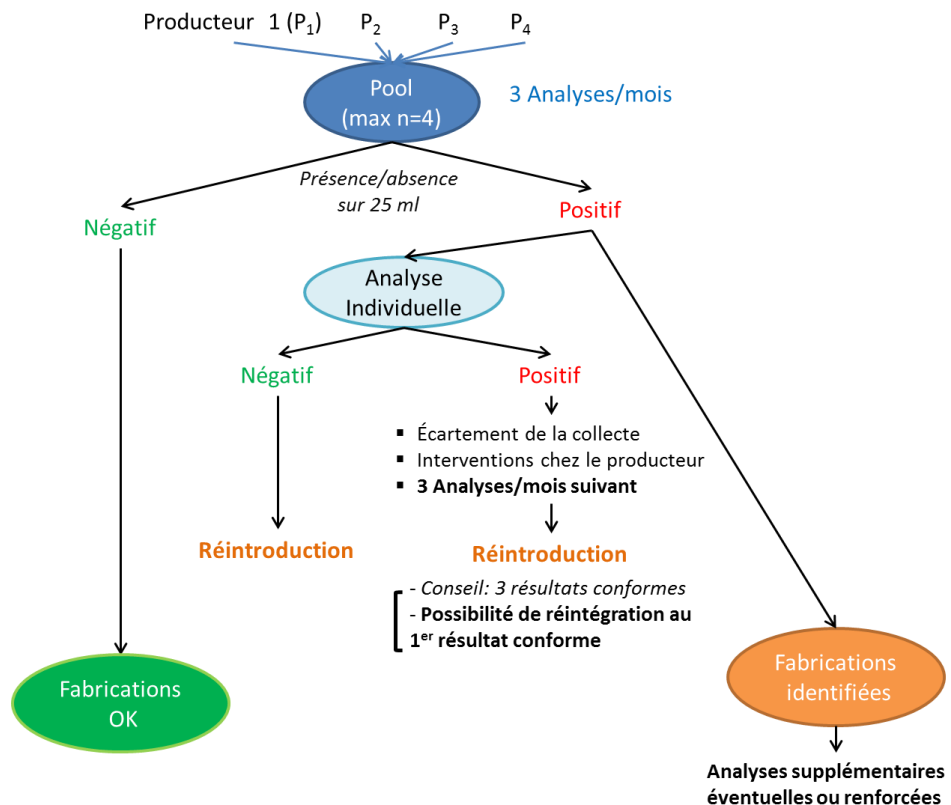 Producteur 1 (P1) P2 P3 P4
Pool
(max n=4)
3 Analyses/mois
Présence/absence
sur 25 ml
Négatif
Positif
Analyse
Individuelle
Négatif
Positif
▪ Écartement de la collecte
▪ Interventions chez le producteur
▪ 3 Analyses/mois suivant
Réintroduction
Réintroduction
- Conseil: 3 résultats conformes
- Possibilité de réintégration au
1er résultat conforme
Fabrications
OK
Fabrications
identifiées
Analyses supplémentaires
éventuelles ou renforcées